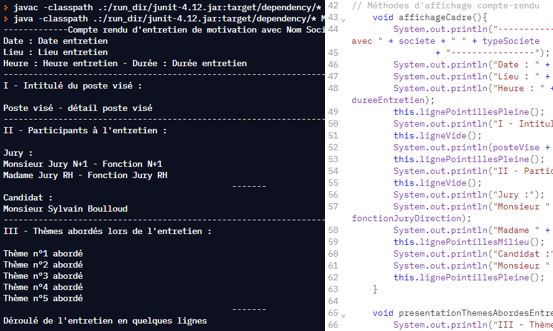 javac -classpath .:/run_dir/junit-4.12.jar:target/dependency/*
java -classpath .:/run_dir/junit-4.12.jar:target/dependency/* M
-------------Compte rendu d'entretien de motivation avec Nom Soci
Date : Date entretien
Lieu : Lieu entretien
Heure : Heure entretien - Durée : Durée entretien
-----------------------------------------------------------------
I - Intitulé du poste visé :
Poste visé - détail poste visé
-----------------------------------------------------------------
II - Participants à l'entretien :
Jury :
Monsieur Jury N+1 - Fonction N+1
Madame Jury RH - Fonction Jury RH
-------
Candidat :
Monsieur Sylvain Boulloud
-----------------------------------------------------------------
III - Thèmes abordés lors de l'entretien :
Thème n°1 abordé
Thème n°2 abordé
Thème n°3 abordé
Thème n°4 abordé
Thème n°5 abordé
-------
Déroulé de l'entretien en quelques lignes
42 // Méthodes d'affichage compte-rendu
43 void affichageCadre(){
44 System.out.println("-----------
avec " + societe + " " + typeSociete
45 + "----------------");
46 System.out.println("Date : " +
47 System.out.println("Lieu : " +
48 System.out.println("Heure : " +
dureeEntretien);
49 this.lignePointillesPleine();
50 System.out.println("I - Intitul
51 this.ligneVide();
52 System.out.println(posteVise +
53 this.lignePointillesPleine();
54 System.out.println("II - Partic
55 this.ligneVide();
56 System.out.println("Jury :");
57 System.out.println("Monsieur "
fonctionJuryDirection);
58 System.out.println("Madame " +
59 this.lignePointillesMilieu();
60 System.out.println("Candidat :"
61 System.out.println("Monsieur "
62 this.lignePointillesPleine();
63 }
64
65 void presentationThemesAbordesEntre
66 System.out.println("III - Thème